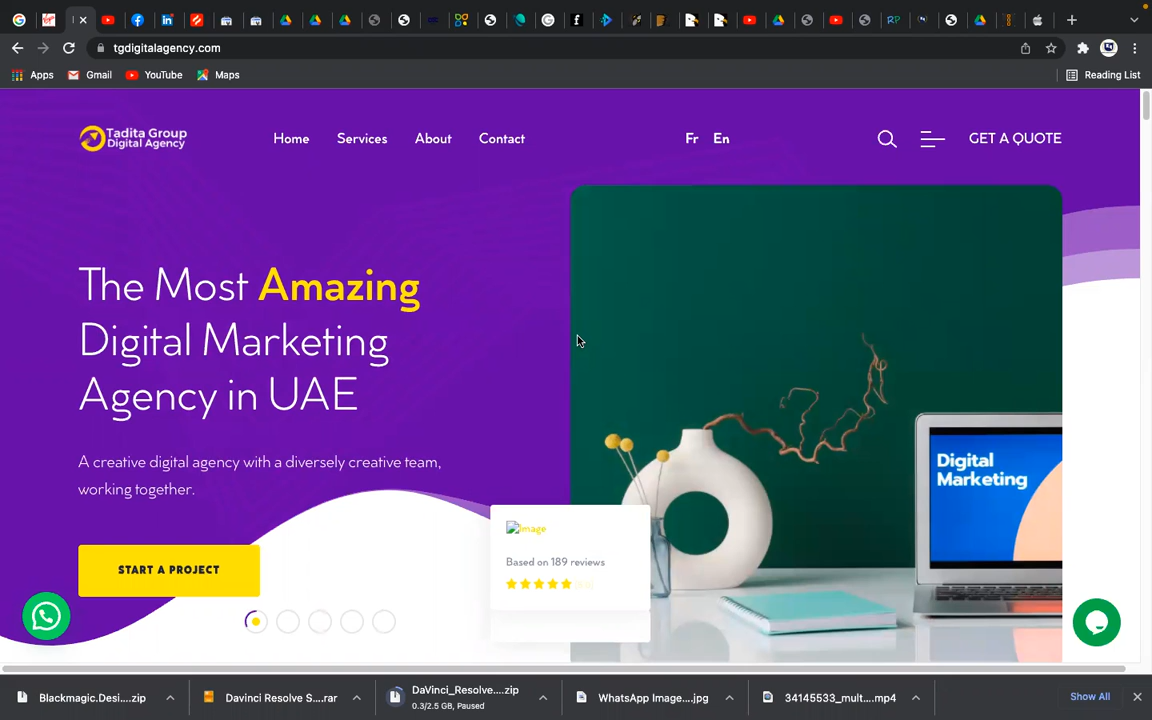 tgdigitalagency.com
Apps
Gmail
YouTube
Maps
Reading List
Tadita Group
Digital Agency
Home
Services
About
Contact
Fr
En
GET A QUOTE
The Most Amazing
Digital Marketing
Agency in UAE
A creative digital agency with a diversely creative team,
working together.
START A PROJECT
Image
Based on 189 reviews
Digital
Marketing
Blackmagic.Desi....zip
Davinci Resolve S....rar
DaVinci_Resolve....zip
0.3/2.5 GB, Paused
WhatsApp Image....jpg
34145533_mult....mp4
Show All